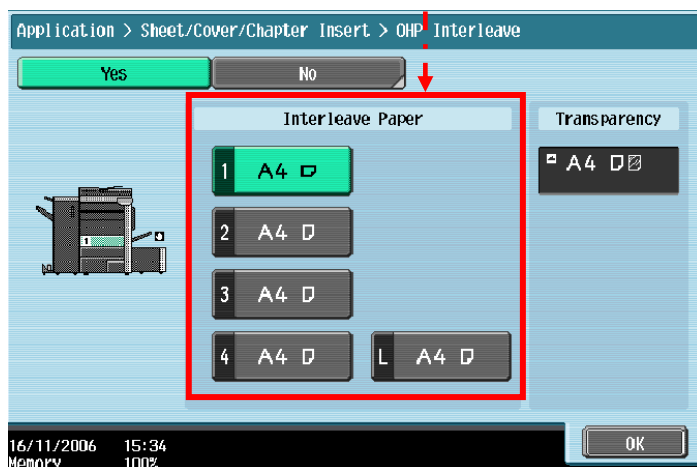 Application > Sheet/Cover/Chapter Insert > OHP Interleave
Yes No
Interleave Paper Transparency
1 A4 A4
2 A4
3 A4
4 A4 L A4
1
16/11/2006 15:34 OK
Memory 100%